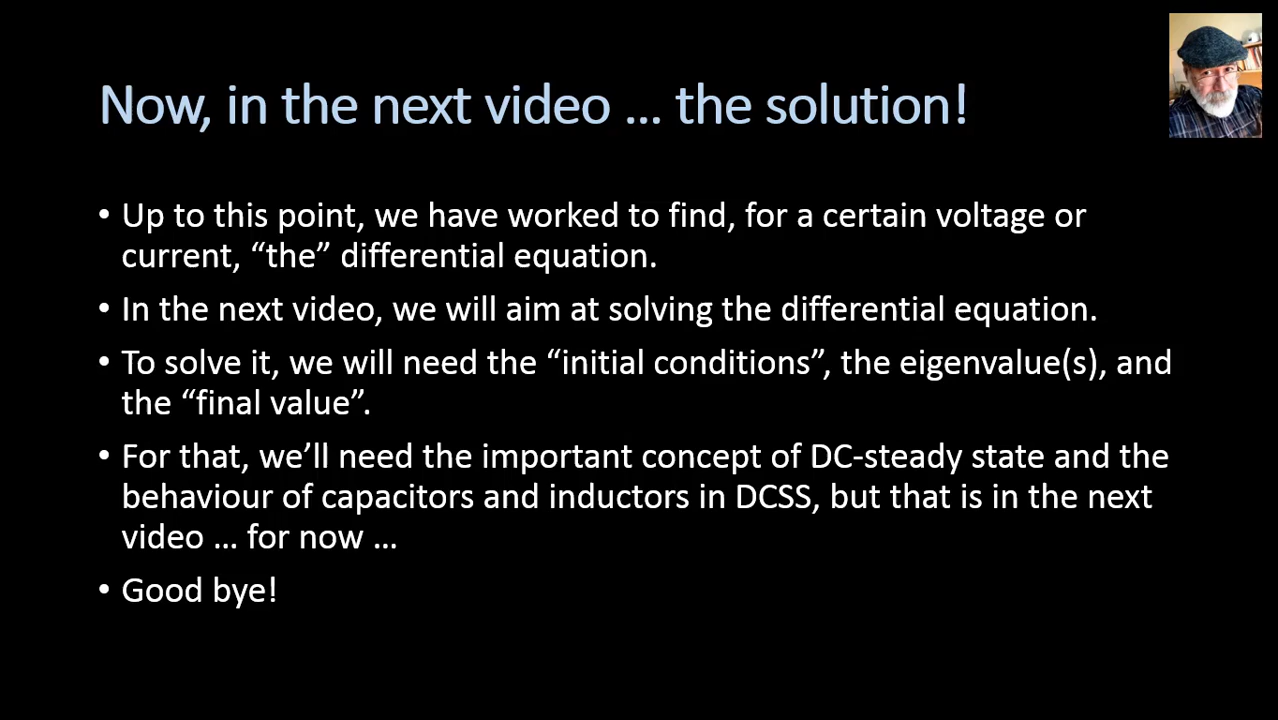 Now, in the next video … the solution!
• Up to this point, we have worked to find, for a certain voltage or
current, “the” differential equation.
• In the next video, we will aim at solving the differential equation.
• To solve it, we will need the “initial conditions”, the eigenvalue(s), and
the “final value”.
• For that, we’ll need the important concept of DC-steady state and the
behaviour of capacitors and inductors in DCSS, but that is in the next
video … for now …
• Good bye!